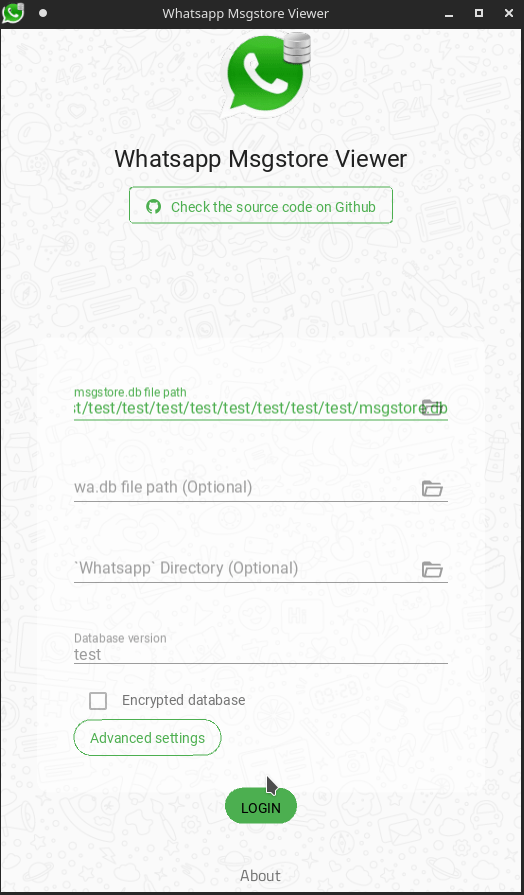 Whatsapp Msgstore Viewer
Whatsapp Msgstore Viewer
Check the source code on Github
msgstore.db file path
st/test/test/test/test/test/test/test/test/msgstore.db
wa.db file path (Optional)
`Whatsapp` Directory (Optional)
Database version
test
Encrypted database
Advanced settings
LOGIN
About